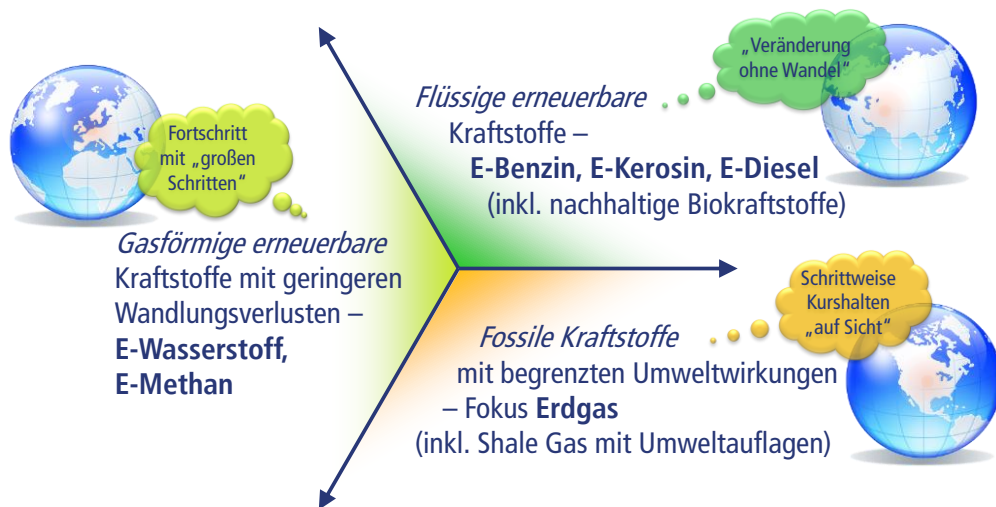 „Veränderung
ohne Wandel“
Flüssige erneuerbare
Kraftstoffe –
E-Benzin, E-Kerosin, E-Diesel
(inkl. nachhaltige Biokraftstoffe)
Fortschritt
mit „großen
Schritten“
Gasförmige erneuerbare
Kraftstoffe mit geringeren
Wandlungsverlusten –
E-Wasserstoff,
E-Methan
Schrittweise
Kurshalten
„auf Sicht“
Fossile Kraftstoffe
mit begrenzten Umweltwirkungen
– Fokus Erdgas
(inkl. Shale Gas mit Umweltauflagen)